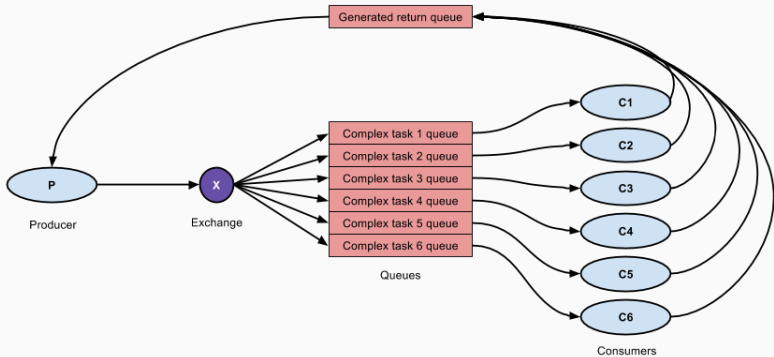 Generated return queue
C1
Complex task 1 queue
C2
Complex task 2 queue
P
X
Complex task 3 queue
C3
Complex task 4 queue
Producer
Exchange
Complex task 5 queue
C4
Complex task 6 queue
Queues
C5
C6
Consumers